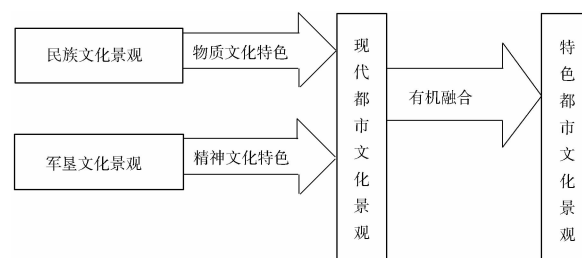 民族文化景观
物质文化特色
军垦文化景观
精神文化特色
现代都市文化景观
有机融合
特色都市文化景观